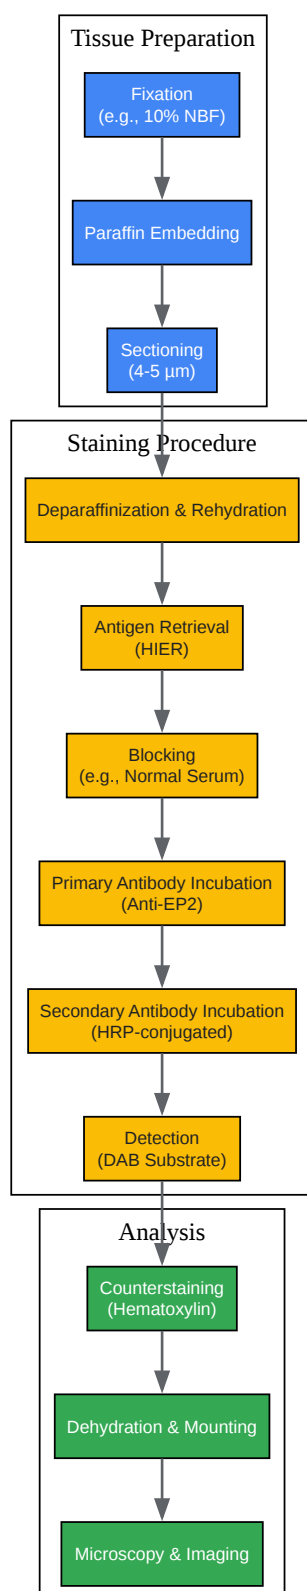 Tissue Preparation
Fixation
(e.g., 10% NBF)
Paraffin Embedding
Sectioning
(4-5 µm)
Staining Procedure
Deparaffinization & Rehydration
Antigen Retrieval
(HIER)
Blocking
(e.g., Normal Serum)
Primary Antibody Incubation
(Anti-EP2)
Secondary Antibody Incubation
(HRP-conjugated)
Detection
(DAB Substrate)
Analysis
Counterstaining
(Hematoxylin)
Dehydration & Mounting
Microscopy & Imaging